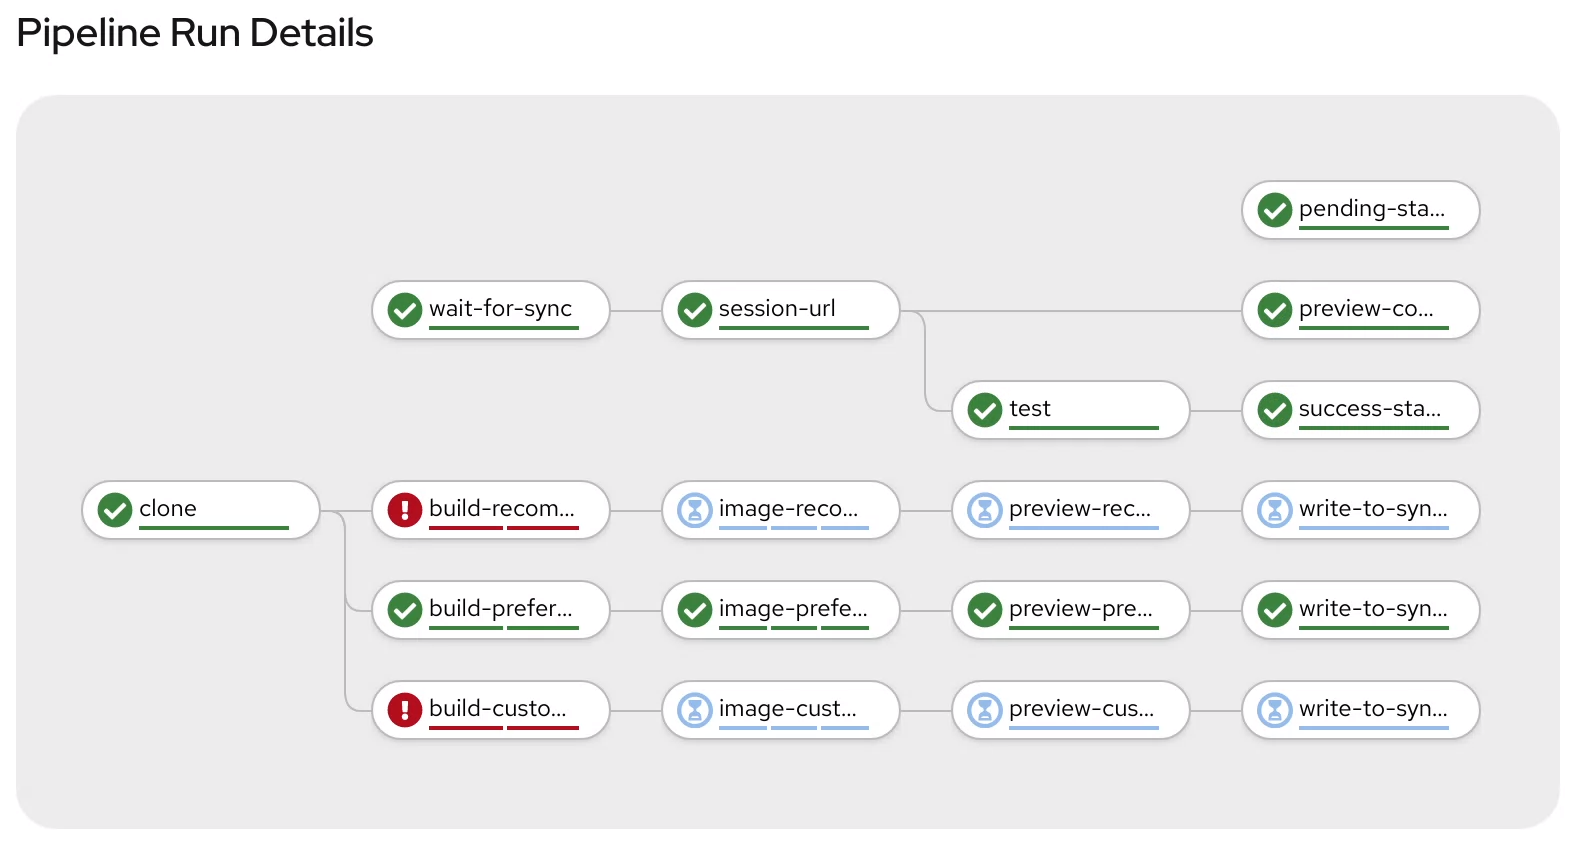 Pipeline Run Details
pending-sta...
wait-for-sync
session-url
preview-co...
test
success-sta...
clone
build-recom...
image-reco...
preview-rec...
write-to-syn...
build-prefer...
image-prefe...
preview-pre...
write-to-syn...
build-custo...
image-cust...
preview-cus...
write-to-syn...